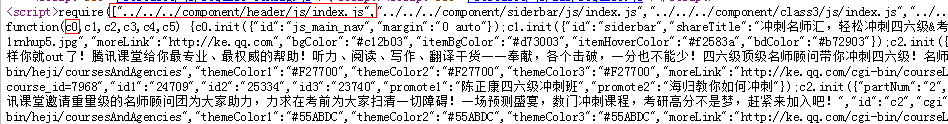 <script>require(["../../../component/header/js/index.js","../../../component/siderbar/js/index.js","../../../component/class3/js/index.js","../
function(c0,c1,c2,c3,c4,c5) {c0.init({"id":"js_main_nav","margin":"0 auto"});c1.init({"id":"siderbar","shareTitle":"冲刺名师汇，轻松冲刺四六级&考
1rnhup5.jpg","moreLink":"http://ke.qq.com","bgColor":"#c12b03","itemBgColor":"#d73003","itemHoverColor":"#f2583a","bdColor":"#b72903"});c2.init({
样你就out了！腾讯课堂给你最专业、最权威的帮助！听力、阅读、写作、翻译干货一一奉献，各个击破，一分也不能少！四六级顶级名师顾问带你冲刺四六级！名师
bin/heji/coursesAndAgencies","themeColor1":"#F27700","themeColor2":"#F27700","themeColor3":"#F27700","moreLink":"http://ke.qq.com/cgi-bin/courseL
course_id=7968","id1":"24709","id2":"25334","id3":"23740","promote1":"陈正康四六级冲刺班","promote2":"海归教你如何冲刺"});c2.init({"partNum":"2",
讯课堂邀请重量级的名师顾问团为大家助力，力求在考前为大家扫清一切障碍！一场预测盛宴，数门冲刺课程，考研高分不是梦，赶紧来加入吧！","id":"c2","cgi"
bin/heji/coursesAndAgencies","themeColor1":"#55ABDC","themeColor2":"#55ABDC","themeColor3":"#55ABDC","moreLink":"http://ke.qq.com/cgi-bin/courseL